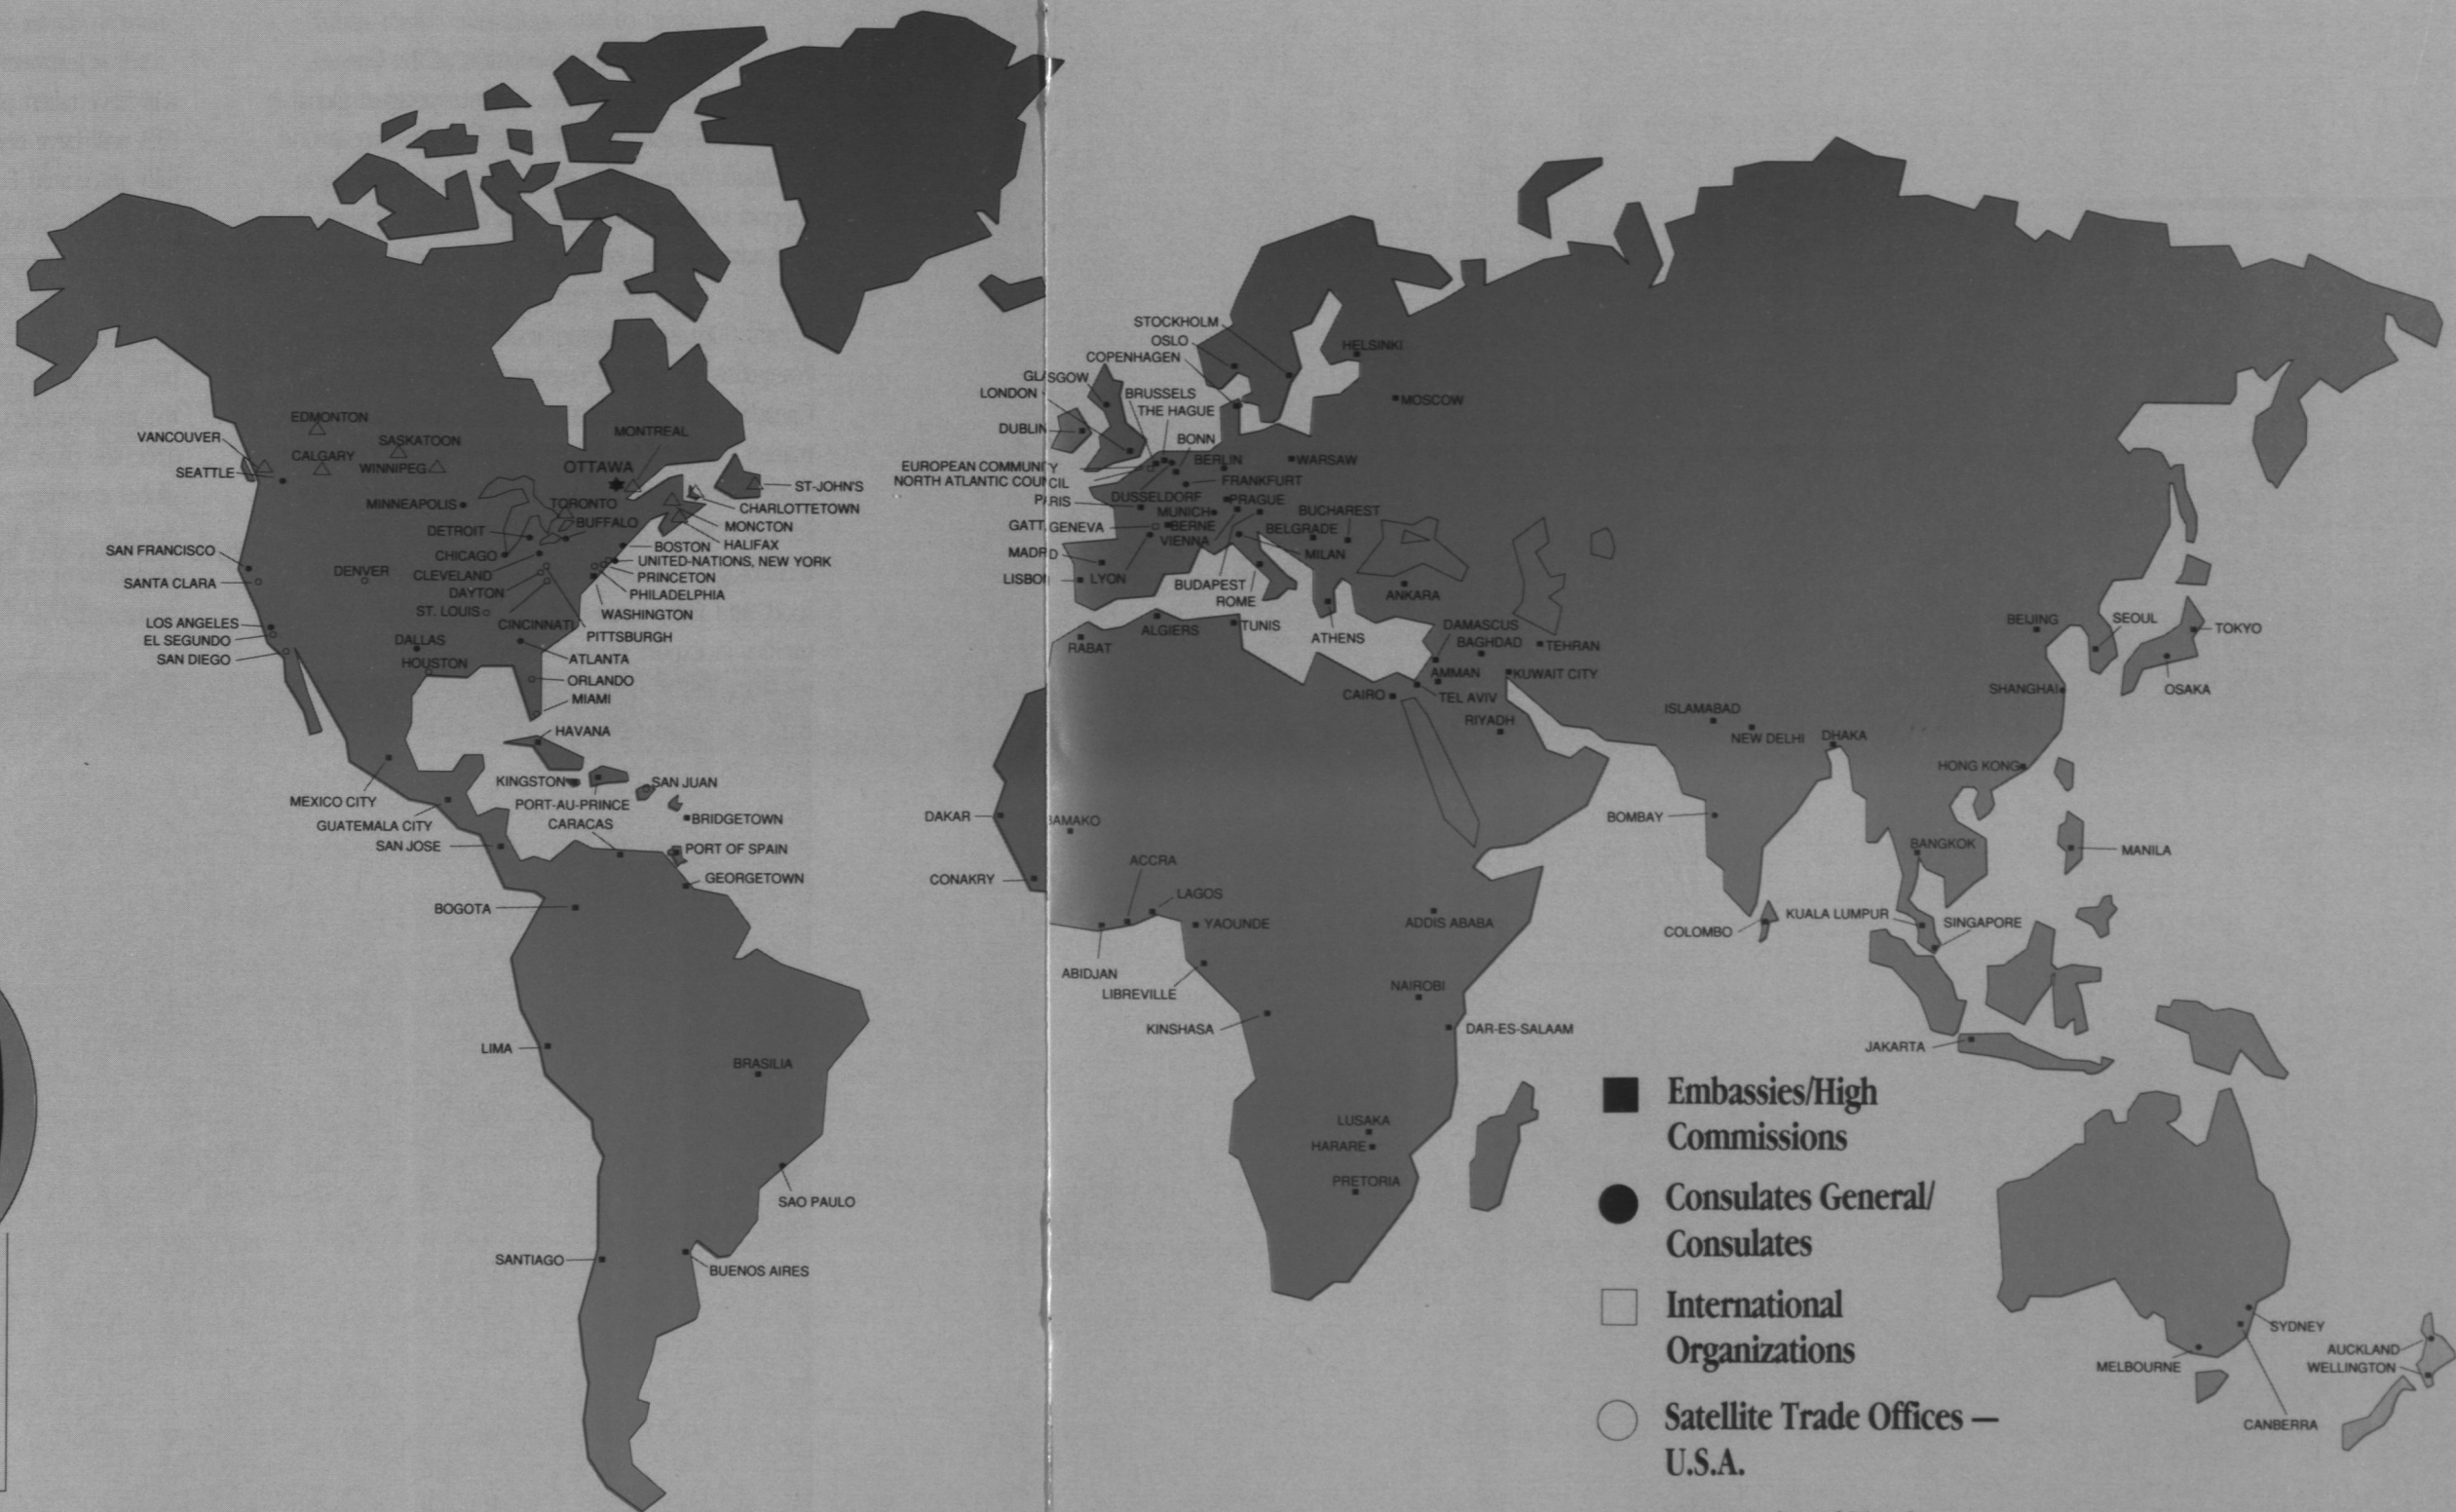 EDMONTON
VANCOUVER
SASKATOON
CALGARY
WINNIPEG
SEATTLE
MONTREAL
OTTAWA
ST-JOHN'S
MINNEAPOLIS
TORONTO
CHARLOTTETOWN
BUFFALO
MONCTON
DETROIT
HALIFAX
BOSTON
SAN FRANCISCO
CHICAGO
UNITED-NATIONS, NEW YORK
DENVER
CLEVELAND
PRINCETON
SANTA CLARA
DAYTON
PHILADELPHIA
ST. LOUIS
WASHINGTON
LOS ANGELES
CINCINNATI
EL SEGUNDO
DALLAS
PITTSBURGH
SAN DIEGO
HOUSTON
ATLANTA
ORLANDO
MIAMI
HAVANA
KINGSTON
SAN JUAN
MEXICO CITY
PORT-AU-PRINCE
BRIDGETOWN
GUATEMALA CITY
CARACAS
SAN JOSE
PORT OF SPAIN
GEORGETOWN
BOGOTA
LIMA
BRASILIA
SAO PAULO
SANTIAGO
BUENOS AIRES
STOCKHOLM
OSLO
HELSINKI
COPENHAGEN
GLASGOW
LONDON
BRUSSELS
MOSCOW
THE HAGUE
DUBLIN
BONN
EUROPEAN COMMUNITY
BERLIN
WARSAW
NORTH ATLANTIC COUNCIL
FRANKFURT
PARIS
DUSSELDORF
PRAGUE
MUNICH
BUCHAREST
GATT, GENEVA
BERNE
BELGRADE
VIENNA
MADRID
MILAN
LISBON
LYON
BUDAPEST
ANKARA
ROME
ALGIERS
TUNIS
ATHENS
DAMASCUS
RABAT
BAGHDAD
TEHRAN
AMMAN
KUWAIT CITY
CAIRO
TEL AVIV
RIYADH
DAKAR
BAMAKO
ACCRA
CONAKRY
LAGOS
YAOUNDE
ADDIS ABABA
ABIDJAN
LIBREVILLE
NAIROBI
KINSHASA
DAR-ES-SALAAM
LUSAKA
HARARE
PRETORIA
BEIJING
SEOUL
TOKYO
SHANGHAI
OSAKA
ISLAMABAD
NEW DELHI
DHAKA
HONG KONG
BOMBAY
BANGKOK
MANILA
KUALA LUMPUR
SINGAPORE
COLOMBO
JAKARTA
SYDNEY
AUCKLAND
MELBOURNE
WELLINGTON
CANBERRA
Embassies/High
Commissions
Consulates General/
Consulates
International
Organizations
Satellite Trade Offices —
U.S.A.